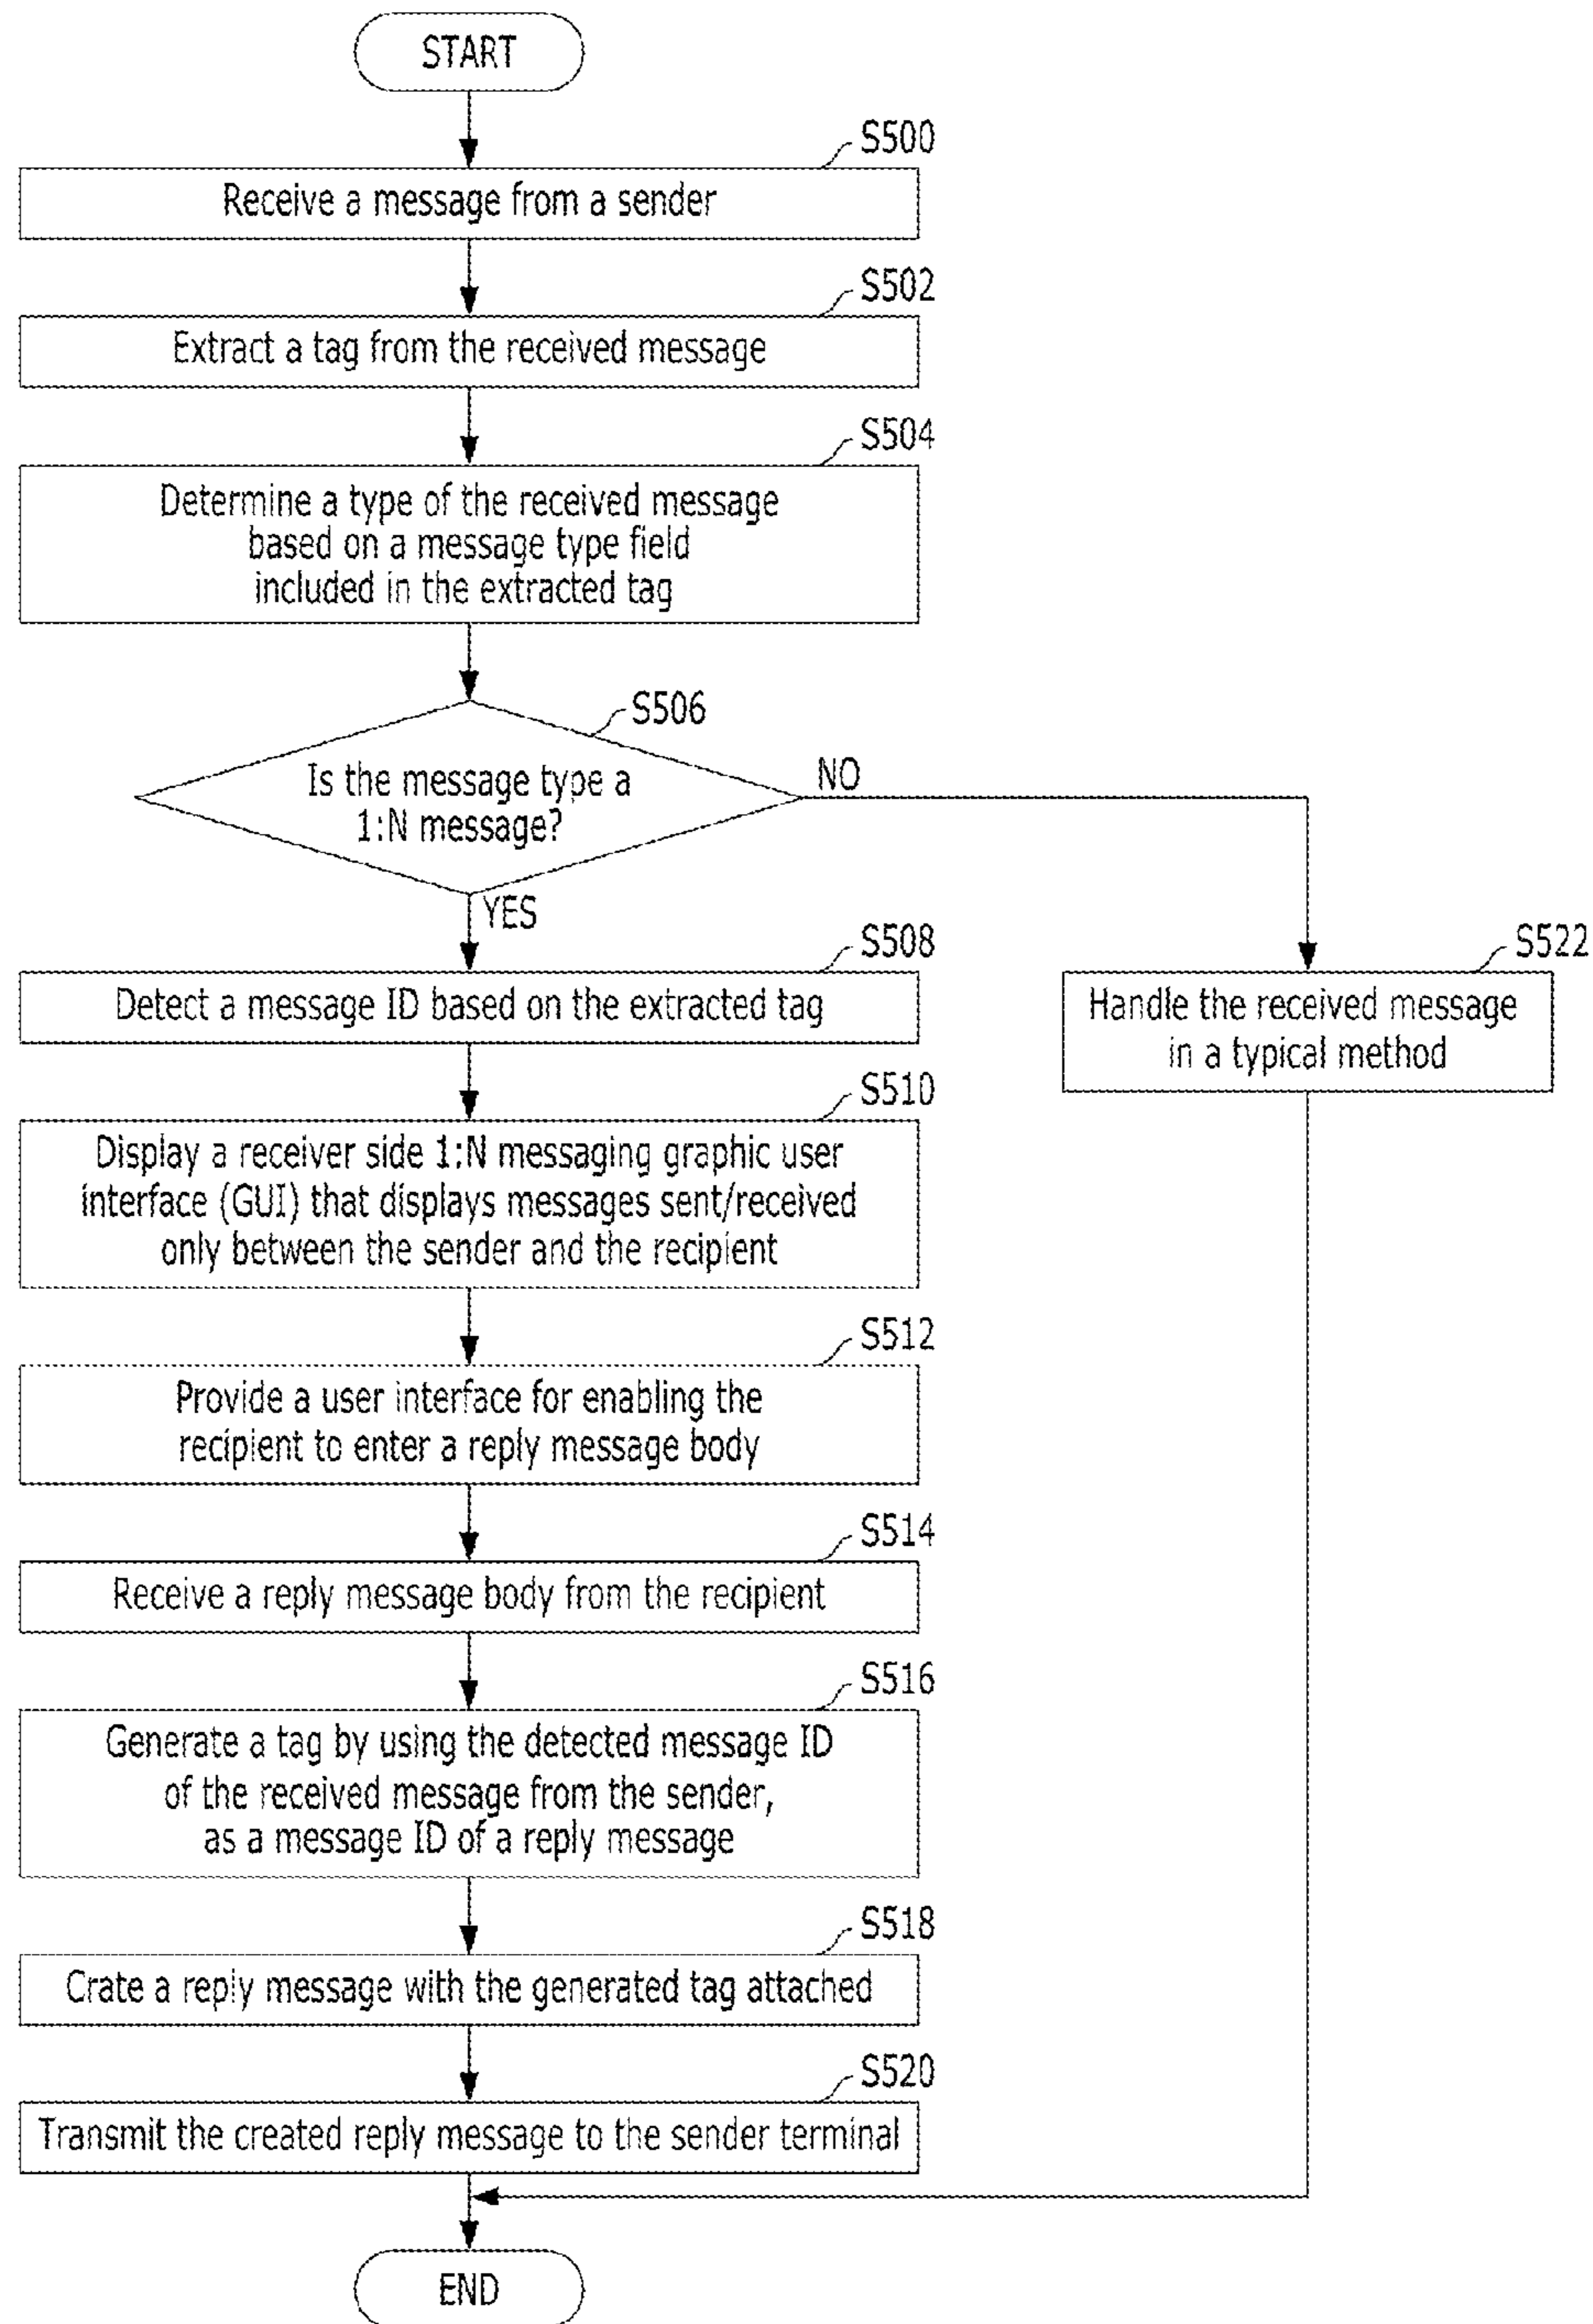 START
S500
Receive a message from a sender
S502
Extract a tag from the received message
S504
Determine a type of the received message
based on a message type field
included in the extracted tag
S506
Is the message type a
1:N message?
NO
YES
S508
Detect a message ID based on the extracted tag
S522
Handle the received message
in a typical method
S510
Display a receiver side 1:N messaging graphic user
interface (GUI) that displays messages sent/received
only between the sender and the recipient
S512
Provide a user interface for enabling the
recipient to enter a reply message body
S514
Receive a reply message body from the recipient
S516
Generate a tag by using the detected message ID
of the received message from the sender,
as a message ID of a reply message
S518
Crate a reply message with the generated tag attached
S520
Transmit the created reply message to the sender terminal
END